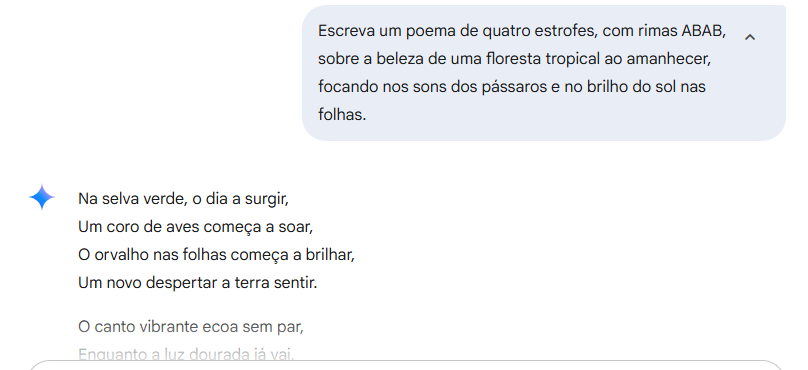 Escreva um poema de quatro estrofes, com rimas ABAB,
sobre a beleza de uma floresta tropical ao amanhecer,
focando nos sons dos pássaros e no brilho do sol nas
folhas.
Na selva verde, o dia a surgir,
Um coro de aves começa a soar,
O orvalho nas folhas começa a brilhar,
Um novo despertar a terra sentir.
O canto vibrante ecoa sem par,
Enquanto a luz dourada já vai,